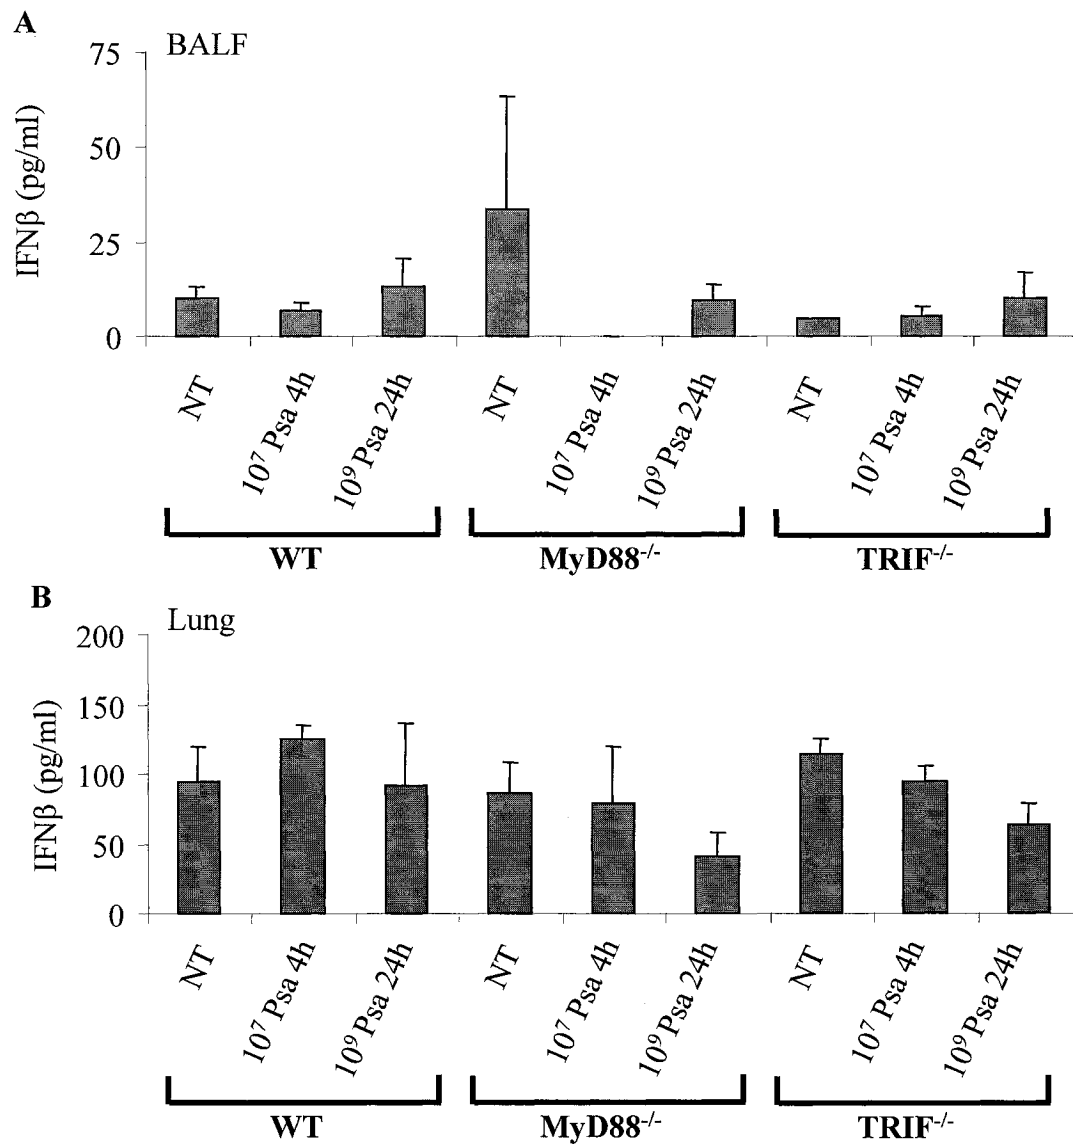 A
BALF
IFNβ (pg/ml)
75
50
25
0
NT
10⁷ Psa 4h
10⁹ Psa 24h
NT
10⁷ Psa 4h
10⁹ Psa 24h
NT
10⁷ Psa 4h
10⁹ Psa 24h
WT
MyD88⁻/⁻
TRIF⁻/⁻
B
Lung
IFNβ (pg/ml)
200
150
100
50
0
NT
10⁷ Psa 4h
10⁹ Psa 24h
NT
10⁷ Psa 4h
10⁹ Psa 24h
NT
10⁷ Psa 4h
10⁹ Psa 24h
WT
MyD88⁻/⁻
TRIF⁻/⁻